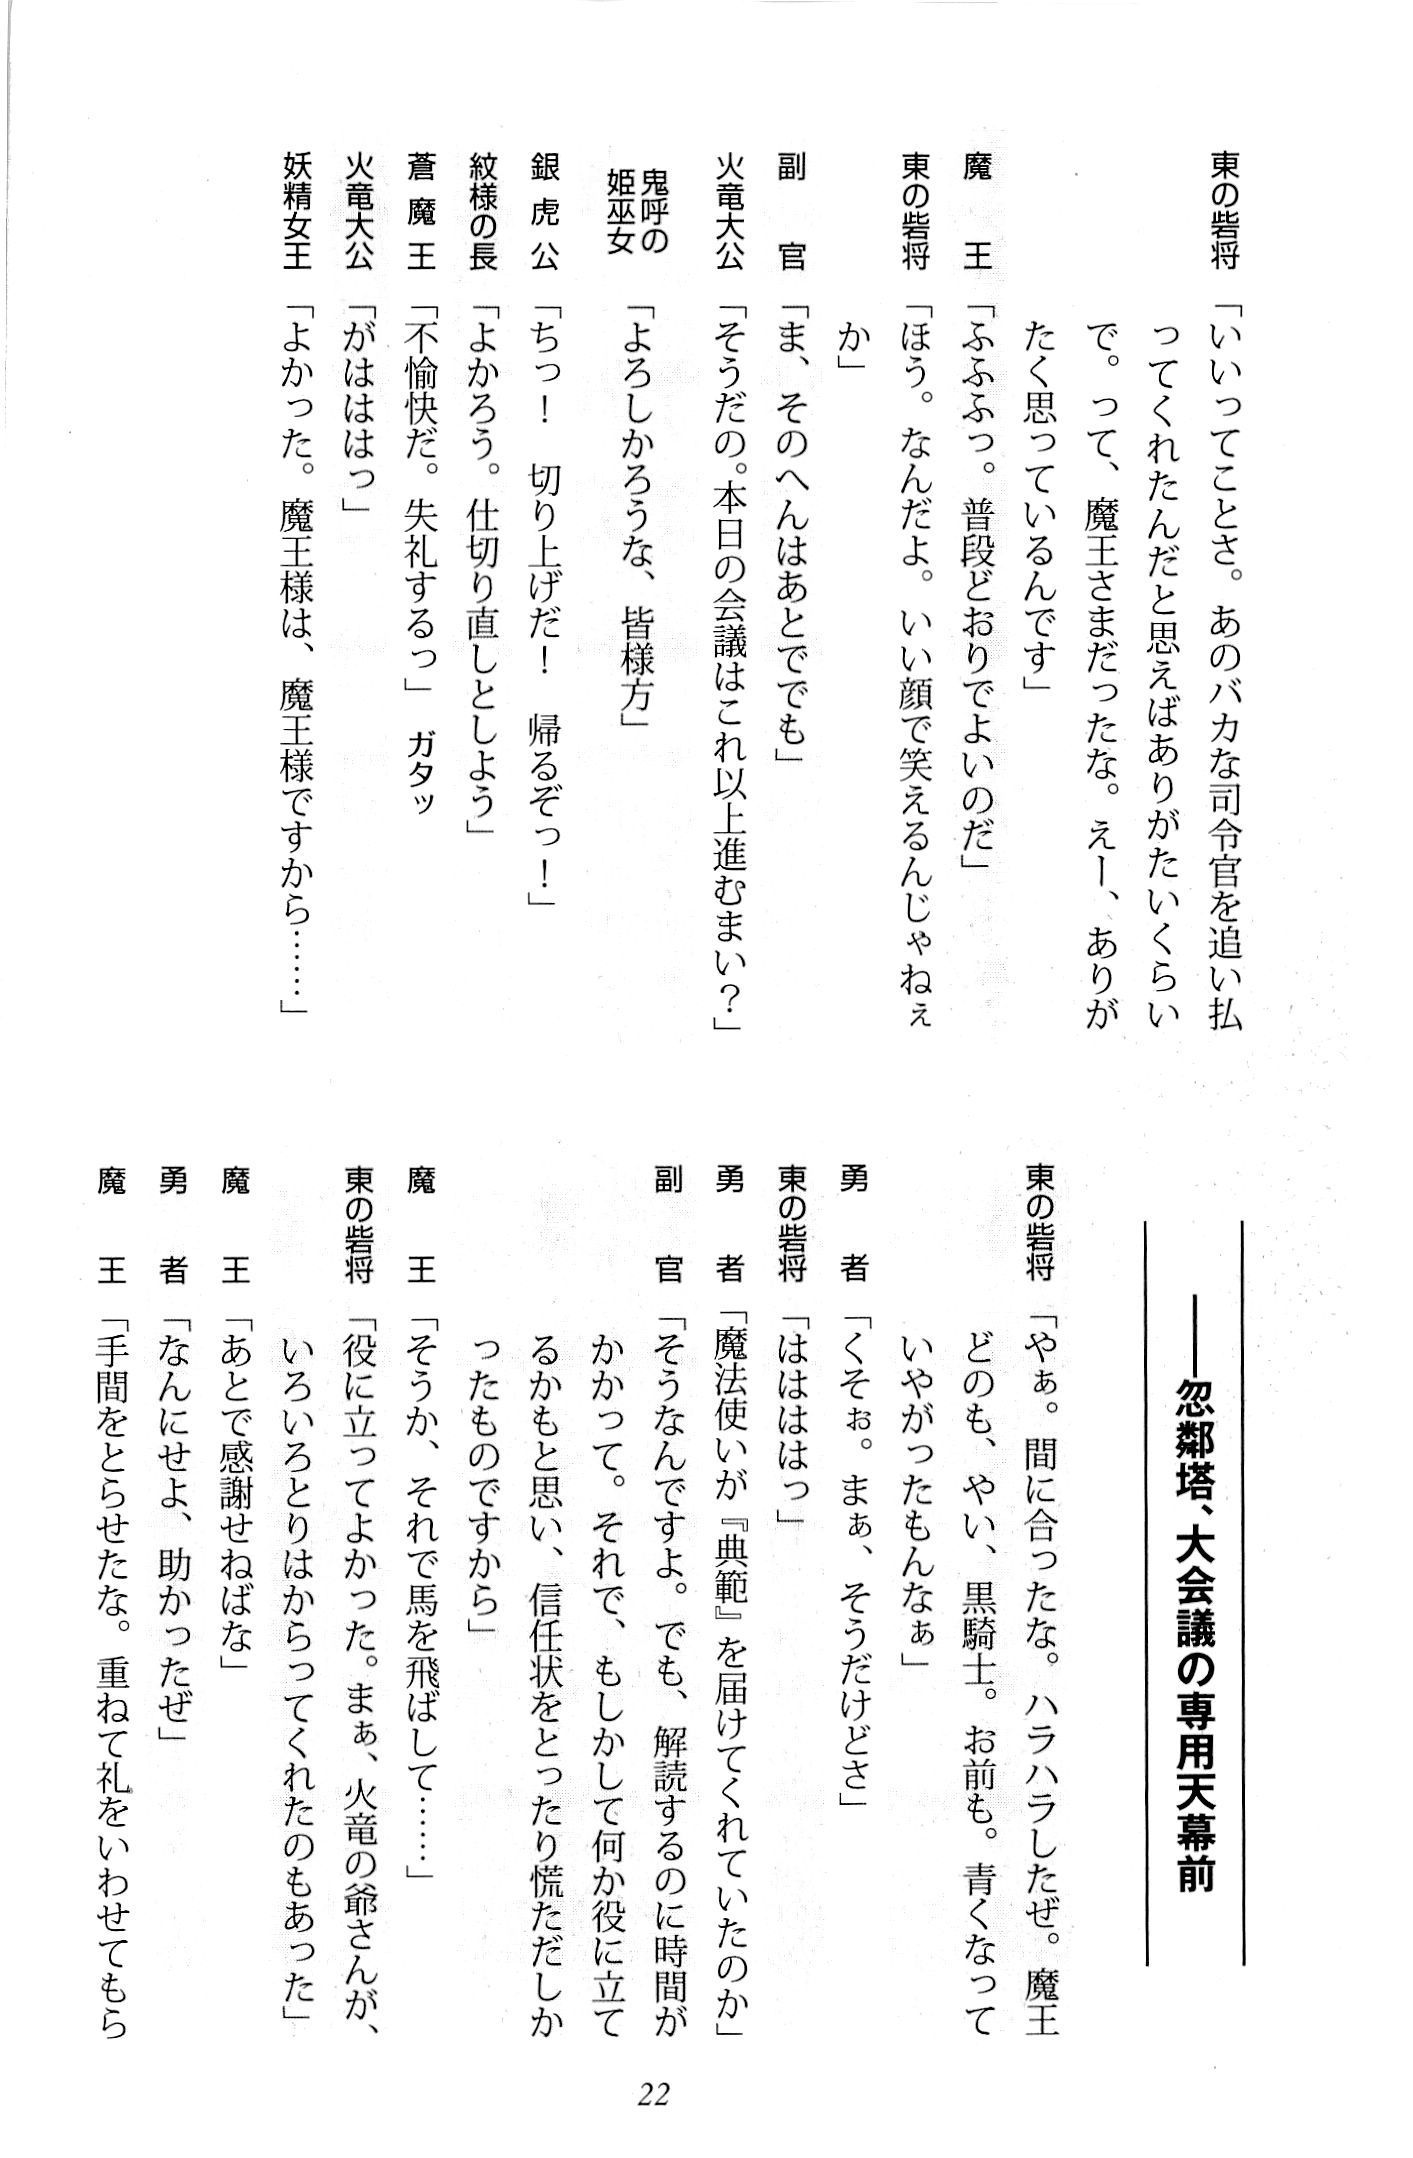 東の砦将「いいってことさ。あのバカな司令官を追い払
ってくれたんだと思えばありがたいくらい
で。って、魔王さまだったな。えー、ありが
たく思っているんです」
魔　王「ふふふっ。普段どおりでよいのだ」
東の砦将「ほう。なんだよ。いい顔で笑えるんじゃねぇ
か」
副　官「ま、そのへんはあとででも」
火竜大公「そうだの。本日の会議はこれ以上進むまい？」
鬼呼の姫巫女「よろしかろうな、皆様方」
銀虎公「ちっ！　切り上げだ！　帰るぞっ！」
紋様の長「よかろう。仕切り直しとしよう」
蒼魔王「不愉快だ。失礼するっ」ガタッ
火竜大公「がははははっ」
妖精女王「よかった。魔王様は、魔王様ですから……」
――忽鄰塔、大会議の専用天幕前
東の砦将「やぁ。間に合ったな。ハラハラしたぜ。魔王
どのも、やい、黒騎士。お前も。青くなって
いやがったもんなぁ」
勇　者「くそぉ。まぁ、そうだけどさ」
東の砦将「ははははっ」
勇　者「魔法使いが『典範』を届けてくれていたのか」
副　官「そうなんですよ。でも、解読するのに時間が
かかって。それで、もしかして何か役に立て
るかもと思い、信任状をとったり慌ただしか
ったものですから」
魔　王「そうか、それで馬を飛ばして……」
東の砦将「役に立ってよかった。まぁ、火竜の爺さんが、
いろいろとりはからってくれたのもあった」
魔　王「あとで感謝せねばな」
勇　者「なんにせよ、助かったぜ」
魔　王「手間をとらせたな。重ねて礼をいわせてもら
22